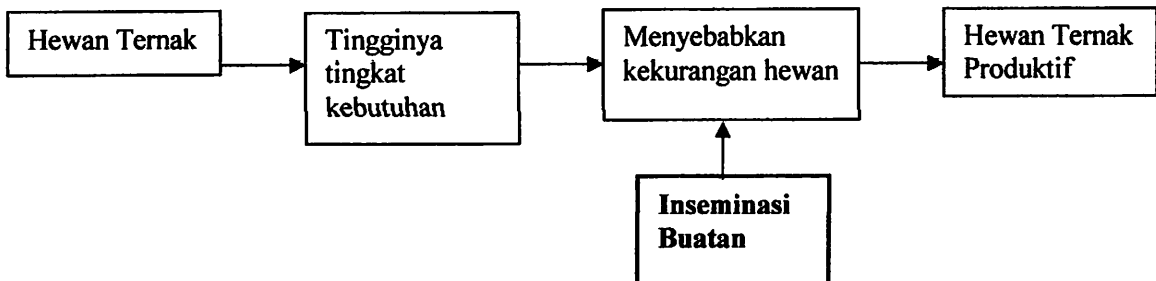 Hewan Ternak
Tingginya
tingkat
kebutuhan
Menyebabkan
kekurangan hewan
Hewan Ternak
Produktif
Inseminasi
Buatan